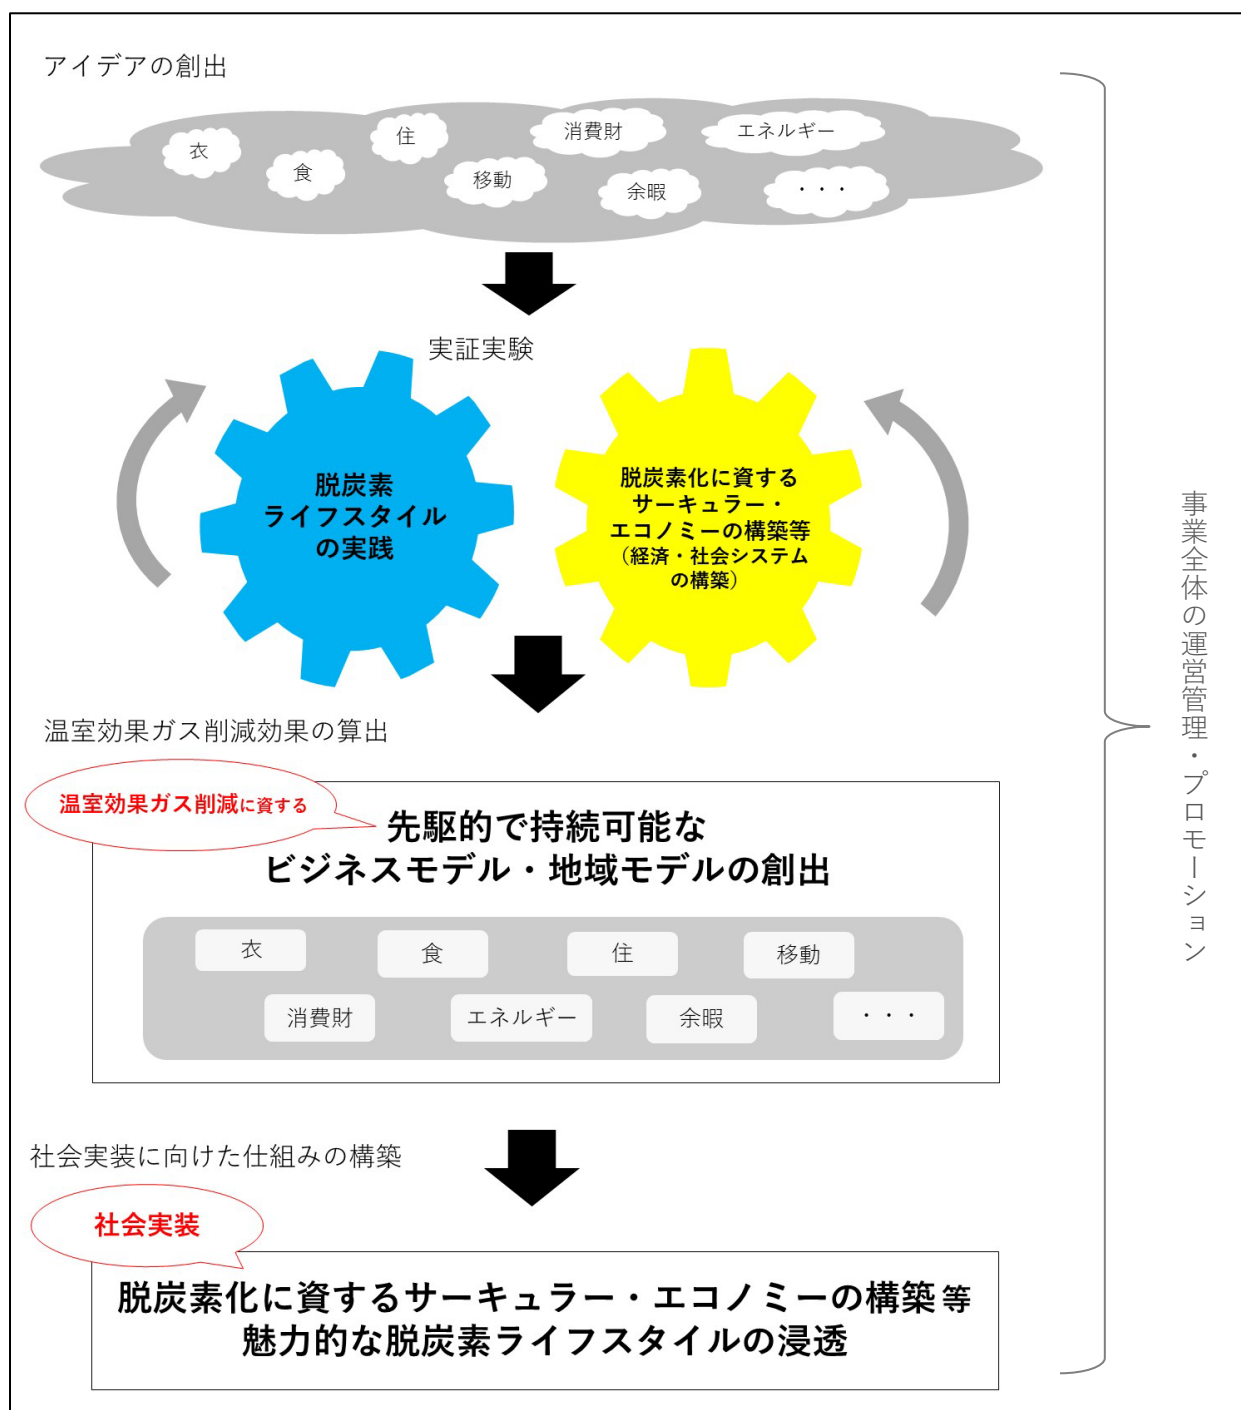 アイデアの創出
衣
食
住
移動
消費財
余暇
エネルギー
・・・
実証実験
脱炭素
ライフスタイル
の実践
脱炭素化に資する
サーキュラー・
エコノミーの構築等
（経済・社会システム
の構築）
温室効果ガス削減効果の算出
温室効果ガス削減に資する
先駆的で持続可能な
ビジネスモデル・地域モデルの創出
衣
食
住
移動
消費財
エネルギー
余暇
・・・
社会実装に向けた仕組みの構築
社会実装
脱炭素化に資するサーキュラー・エコノミーの構築等
魅力的な脱炭素ライフスタイルの浸透
事業全体の運営管理・プロモーション